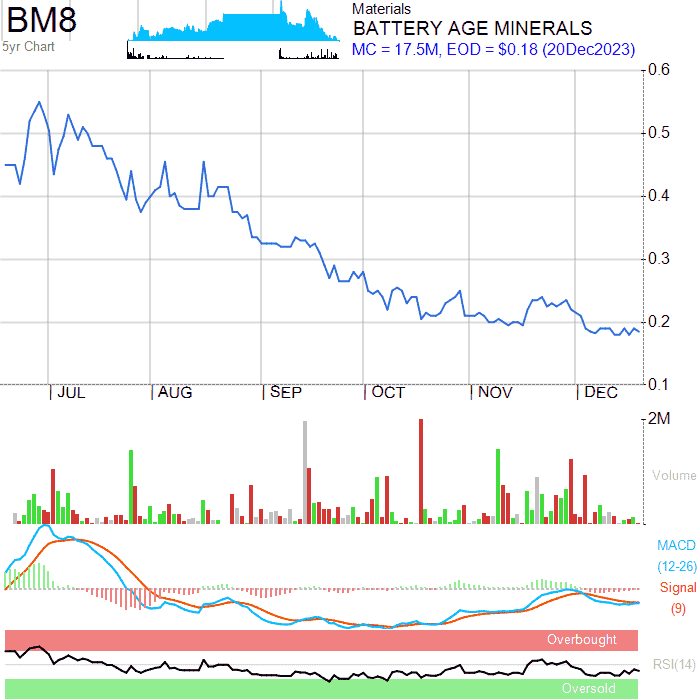 BM8
5yr Chart
Materials
BATTERY AGE MINERALS
MC = 17.5M, EOD = $0.18 (20Dec2023)
0.6
0.5
0.4
0.3
0.2
0.1
JUL AUG SEP OCT NOV DEC
2M
Volume
MACD
(12-26)
Signal
(9)
Overbought
RSI(14)
Oversold